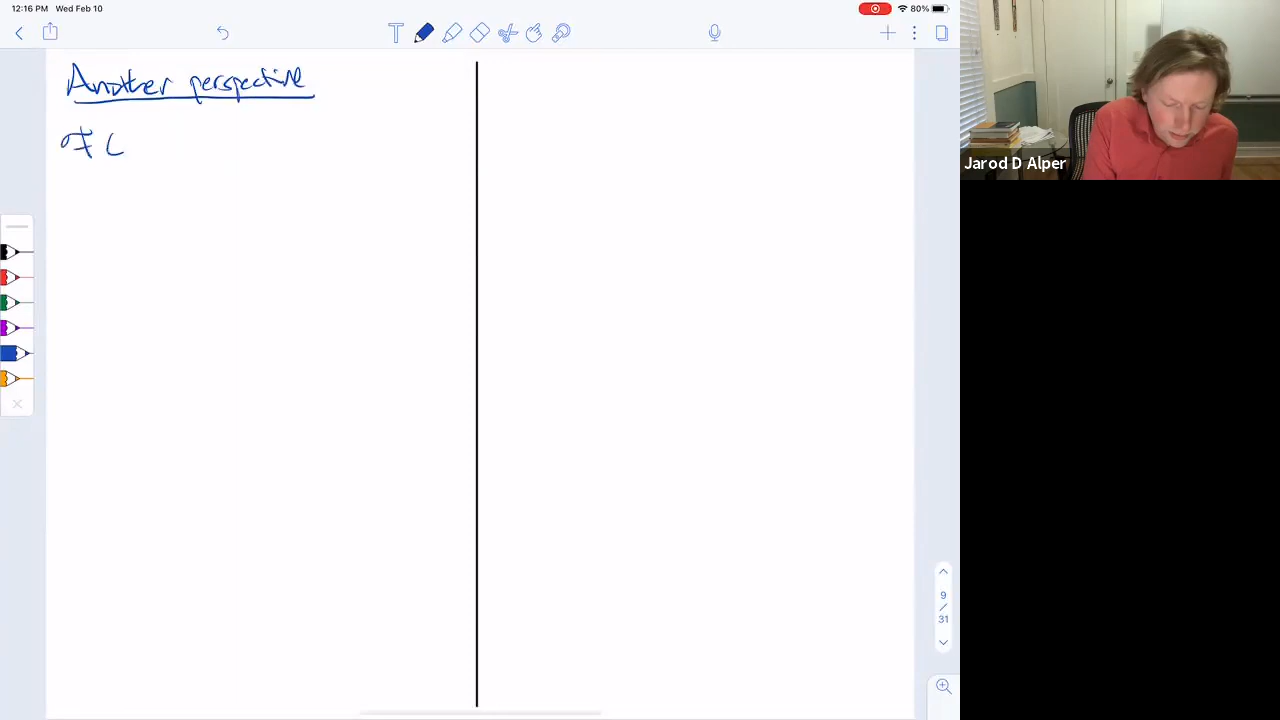 12:16 PM Wed Feb 10
80%
Another perspective
F (
9
/
31
Jarod D Alper